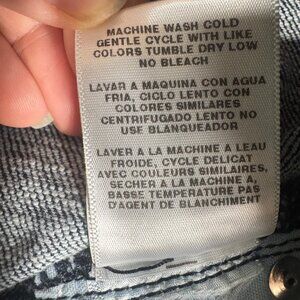 MACHINE WASH COLD
GENTLE CYCLE WITH LIKE
COLORS TUMBLE DRY LOW
NO BLEACH
LAVAR A MAQUINA CON AGUA
FRIA, CICLO LENTO CON
COLORES SIMILARES
CENTRIFUGADO LENTO NO
USE BLANQUEADOR
LAVER A LA MACHINE A LEAU
FROIDE, CYCLE DELICAT
AVEC COULEURS SIMILAIRES,
SECHER A LA MACHINE A
BASSE TEMPERATURE PAS
D'AGENT DE BLANCHIMENT